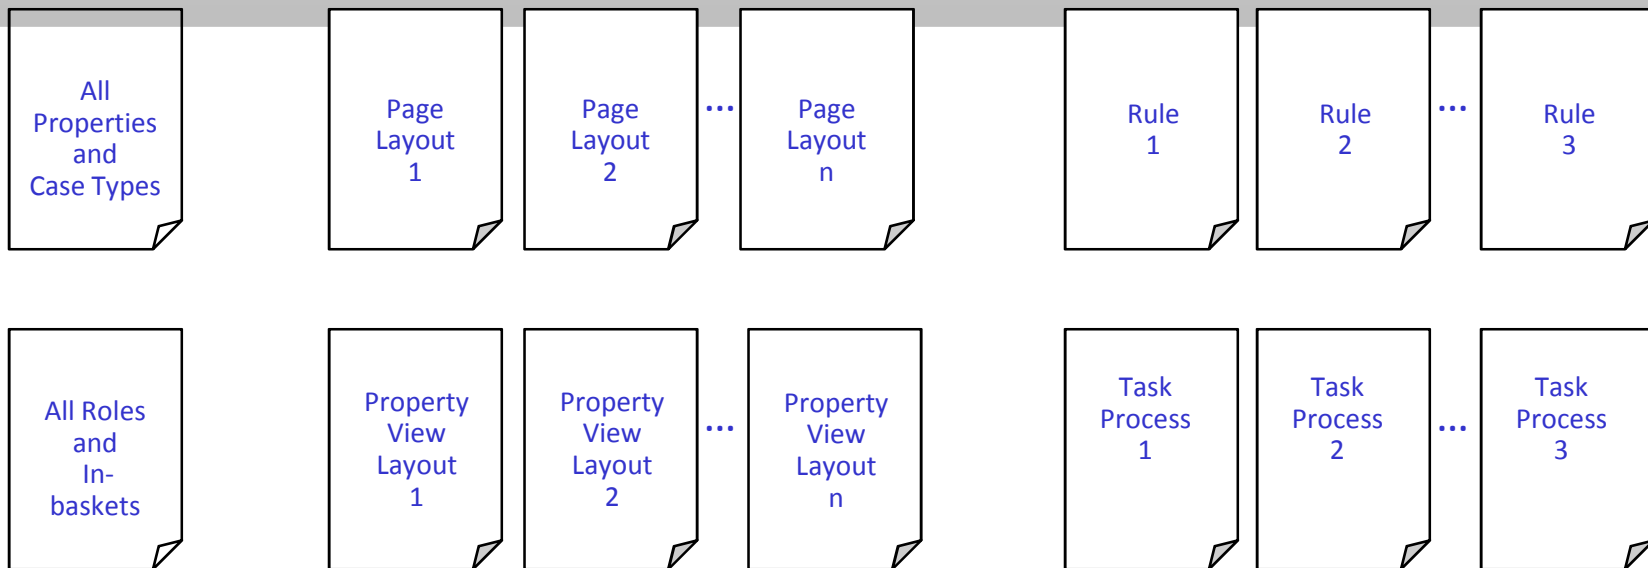 All
Properties
and
Case Types
Page
Layout
1
Page
Layout
2
...
Page
Layout
n
Rule
1
Rule
2
...
Rule
3
All Roles
and
In-
baskets
Property
View
Layout
1
Property
View
Layout
2
...
Property
View
Layout
n
Task
Process
1
Task
Process
2
...
Task
Process
3